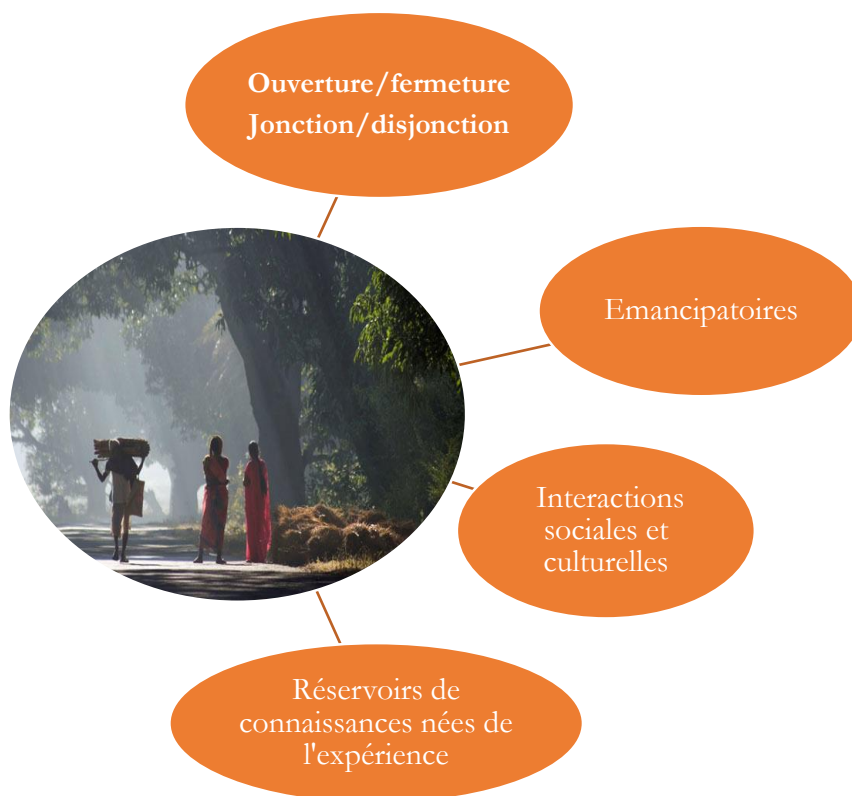 Ouverture/fermeture
Jonction/disjonction
Emancipatoires
Interactions
sociales et
culturelles
Réservoirs de
connaissances nées de
l'expérience